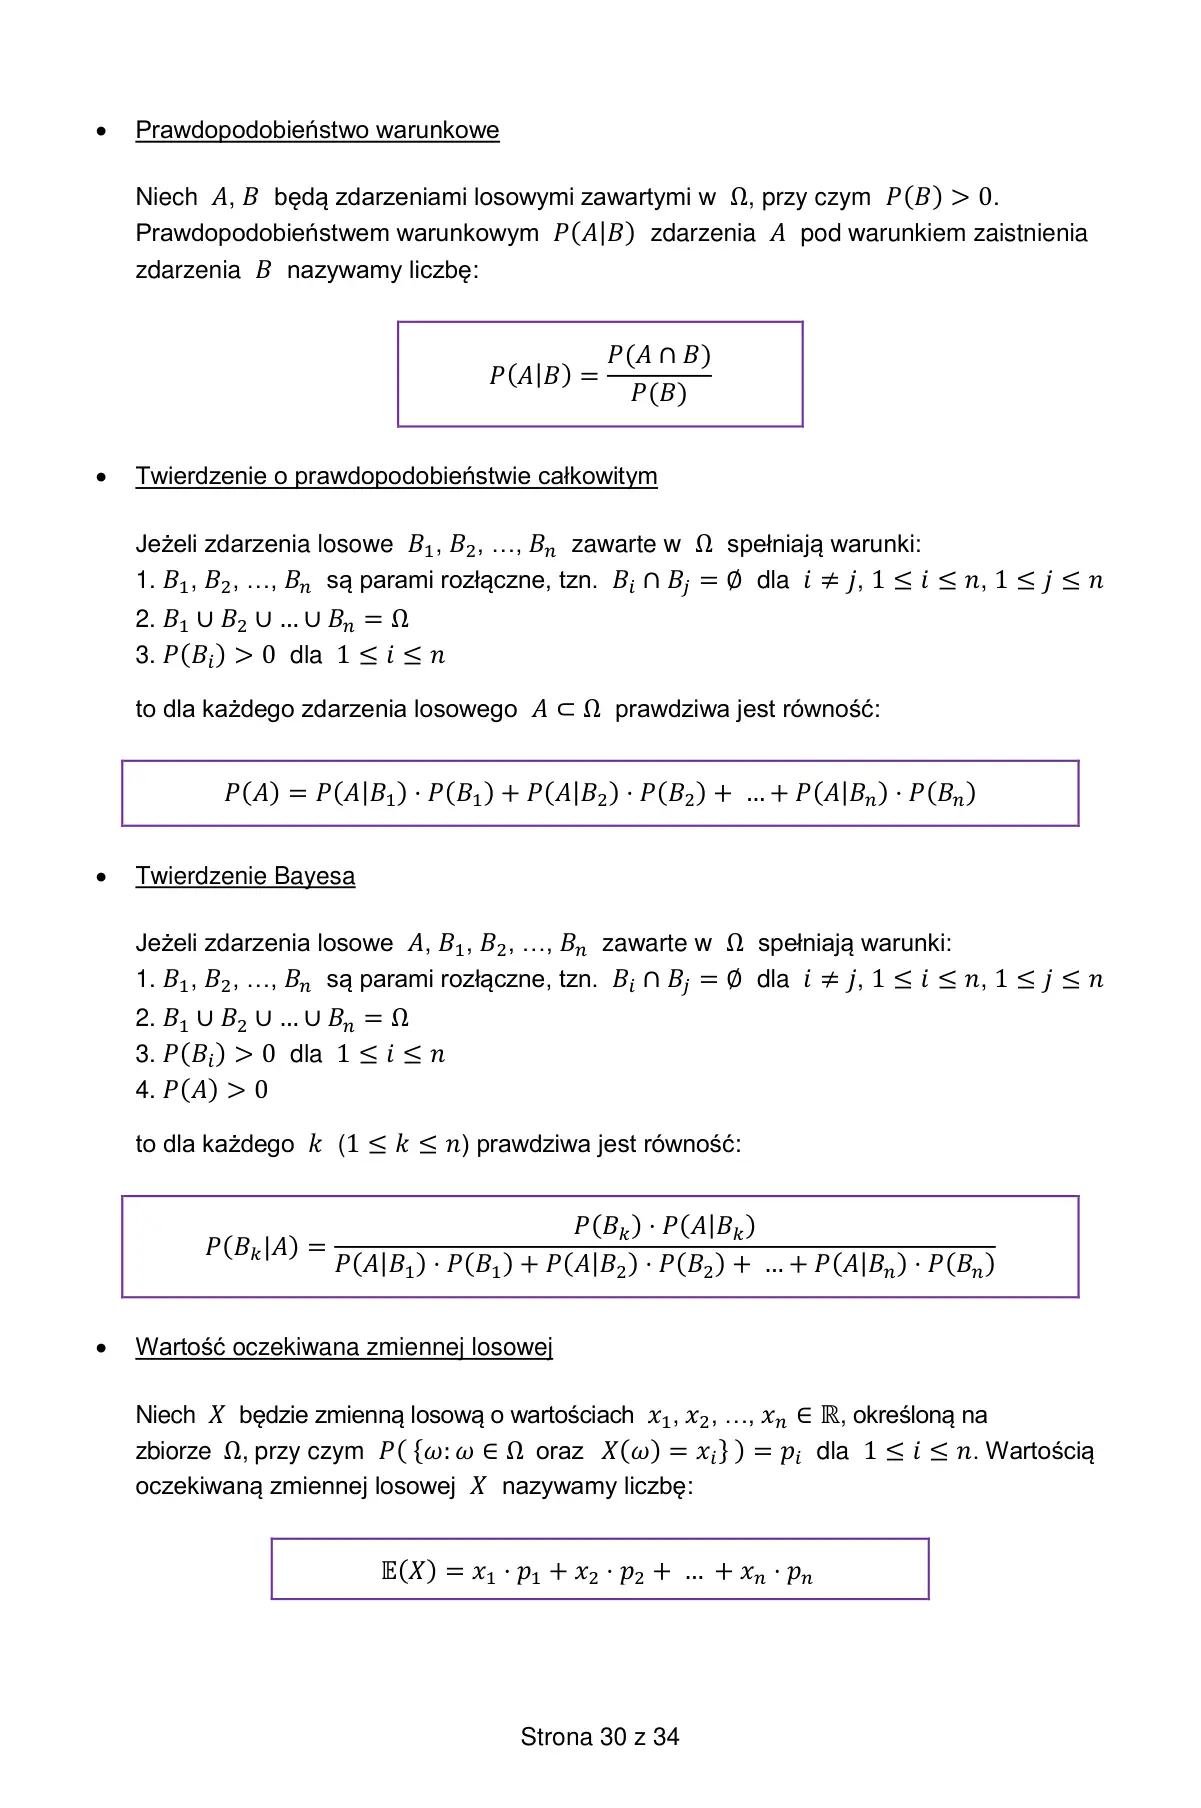 • Prawdopodobieństwo warunkowe
Niech A, B będą zdarzeniami losowymi zawartymi w Ω, przy czym P(B) > 0.
Prawdopodobieństwem warunkowym P(A|B) zdarzenia A pod warunkiem zaistnienia
zdarzenia B nazywamy liczbę:
P(A|B) = P(A ∩ B) / P(B)
• Twierdzenie o prawdopodobieństwie całkowitym
Jeżeli zdarzenia losowe B₁, B₂, …, Bₙ zawarte w Ω spełniają warunki:
1. B₁, B₂, …, Bₙ są parami rozłączne, tzn. Bᵢ ∩ Bⱼ = ∅ dla i ≠ j, 1 ≤ i ≤ n, 1 ≤ j ≤ n
2. B₁ ∪ B₂ ∪ … ∪ Bₙ = Ω
3. P(Bᵢ) > 0 dla 1 ≤ i ≤ n
to dla każdego zdarzenia losowego A ⊂ Ω prawdziwa jest równość:
P(A) = P(A|B₁) · P(B₁) + P(A|B₂) · P(B₂) + … + P(A|Bₙ) · P(Bₙ)
• Twierdzenie Bayesa
Jeżeli zdarzenia losowe A, B₁, B₂, …, Bₙ zawarte w Ω spełniają warunki:
1. B₁, B₂, …, Bₙ są parami rozłączne, tzn. Bᵢ ∩ Bⱼ = ∅ dla i ≠ j, 1 ≤ i ≤ n, 1 ≤ j ≤ n
2. B₁ ∪ B₂ ∪ … ∪ Bₙ = Ω
3. P(Bᵢ) > 0 dla 1 ≤ i ≤ n
4. P(A) > 0
to dla każdego k (1 ≤ k ≤ n) prawdziwa jest równość:
P(Bₖ|A) = P(Bₖ) · P(A|Bₖ) / P(A|B₁) · P(B₁) + P(A|B₂) · P(B₂) + … + P(A|Bₙ) · P(Bₙ)
• Wartość oczekiwana zmiennej losowej
Niech X będzie zmienną losową o wartościach x₁, x₂, …, xₙ ∈ ℝ, określoną na
zbiorze Ω, przy czym P( {ω: ω ∈ Ω oraz X(ω) = xᵢ} ) = pᵢ dla 1 ≤ i ≤ n. Wartością
oczekiwaną zmiennej losowej X nazywamy liczbę:
𝔼(X) = x₁ · p₁ + x₂ · p₂ + … + xₙ · pₙ
Strona 30 z 34